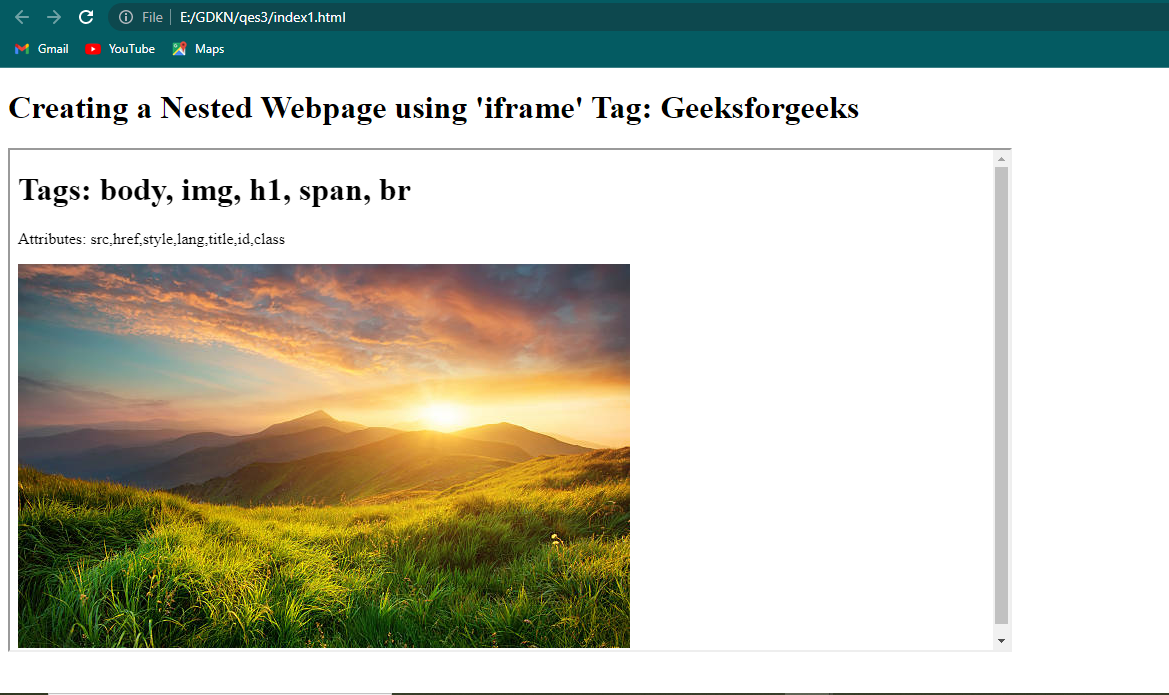 File E:/GDKN/qes3/index1.html
Gmail YouTube Maps
Creating a Nested Webpage using 'iframe' Tag: Geeksforgeeks
Tags: body, img, h1, span, br
Attributes: src,href,style,lang,title,id,class